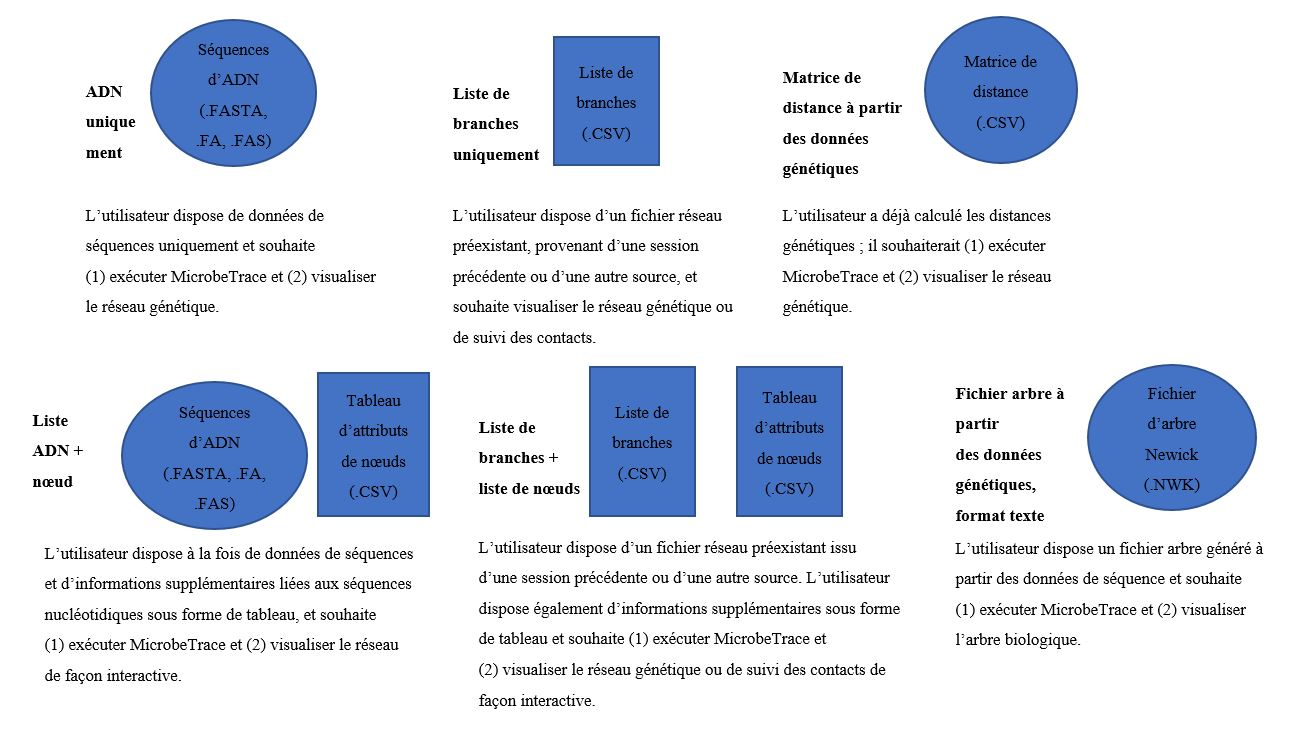 ADN
unique
ment
Séquences
d’ADN
(.FASTA,
.FA, .FAS)
L’utilisateur dispose de données de
séquences uniquement et souhaite
(1) exécuter MicrobeTrace et (2) visualiser
le réseau génétique.
Liste de
branches
uniquement
Liste de
branches
(.CSV)
L’utilisateur dispose d’un fichier réseau
préexistant, provenant d’une session
précédente ou d’une autre source, et
souhaite visualiser le réseau génétique ou
de suivi des contacts.
Matrice de
distance à partir
des données
génétiques
Matrice de
distance
(.CSV)
L’utilisateur a déjà calculé les distances
génétiques ; il souhaiterait (1) exécuter
MicrobeTrace et (2) visualiser le réseau
génétique.
Liste
ADN +
nœud
Séquences
d’ADN
(.FASTA, .FA,
.FAS)
Tableau
d’attributs
de nœuds
(.CSV)
L’utilisateur dispose à la fois de données de séquences
et d’informations supplémentaires liées aux séquences
nucléotidiques sous forme de tableau, et souhaite
(1) exécuter MicrobeTrace et (2) visualiser le réseau
de façon interactive.
Liste de
branches +
liste de nœuds
Liste de
branches
(.CSV)
Tableau
d’attributs
de nœuds
(.CSV)
L’utilisateur dispose d’un fichier réseau préexistant issu
d’une session précédente ou d’une autre source. L’utilisateur
dispose également d’informations supplémentaires sous forme
de tableau et souhaite (1) exécuter MicrobeTrace et
(2) visualiser le réseau génétique ou de suivi des contacts de
façon interactive.
Fichier arbre à
partir
des données
génétiques,
format texte
Fichier
d’arbre
Newick
(.NWK)
L’utilisateur dispose un fichier arbre généré à
partir des données de séquence et souhaite
(1) exécuter MicrobeTrace et (2) visualiser
l’arbre biologique.